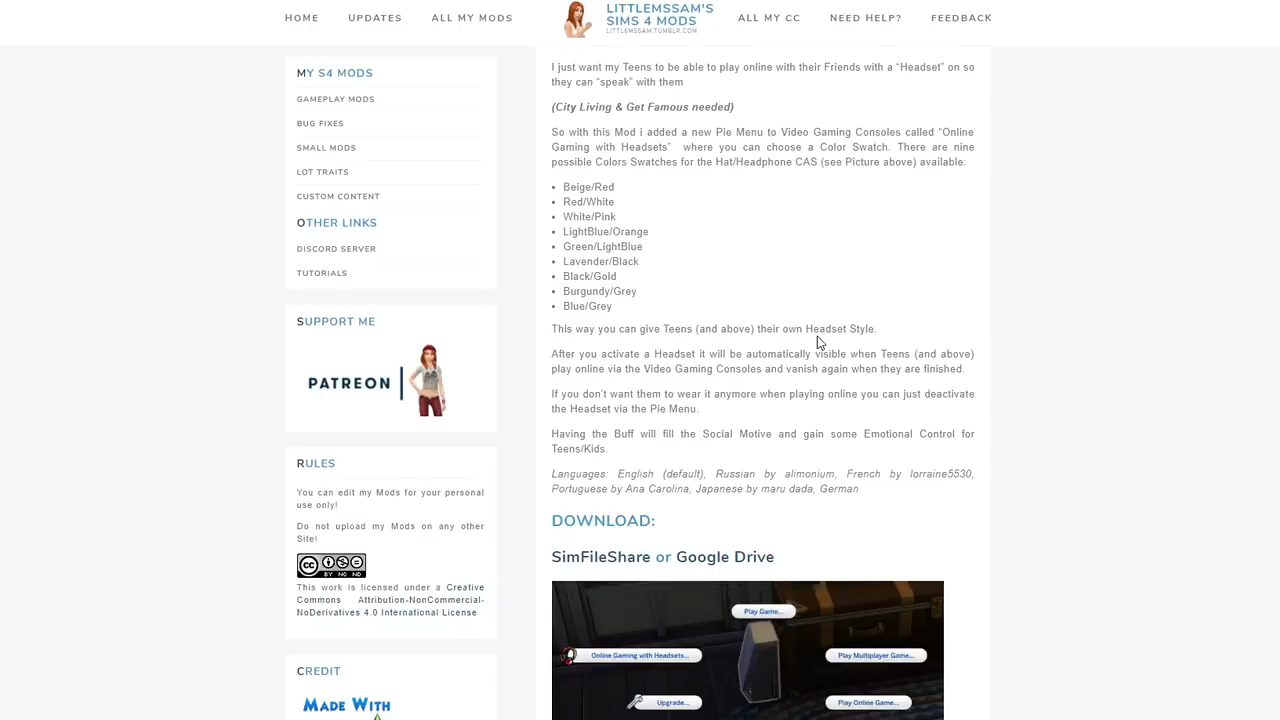 HOME UPDATES ALL MY MODS
LITTLEMSSAM'S
SIMS 4 MODS
LITTLEMSSAM.TUMBLR.COM
ALL MY CC NEED HELP? FEEDBACK
MY S4 MODS
GAMEPLAY MODS
BUG FIXES
SMALL MODS
LOT TRAITS
CUSTOM CONTENT
OTHER LINKS
DISCORD SERVER
TUTORIALS
SUPPORT ME
PATREON
RULES
You can edit my Mods for your personal
use only!
Do not upload my Mods on any other
Site!
CC
BY NC ND
This work is licensed under a Creative
Commons Attribution-NonCommercial-
NoDerivatives 4.0 International License
CREDIT
MADE WITH
I just want my Teens to be able to play online with their Friends with a “Headset” on so
they can “speak” with them
(City Living & Get Famous needed)
So with this Mod i added a new Pie Menu to Video Gaming Consoles called “Online
Gaming with Headsets” where you can choose a Color Swatch. There are nine
possible Colors Swatches for the Hat/Headphone CAS (see Picture above) available:
• Beige/Red
• Red/White
• White/Pink
• LightBlue/Orange
• Green/LightBlue
• Lavender/Black
• Black/Gold
• Burgundy/Grey
• Blue/Grey
This way you can give Teens (and above) their own Headset Style.
After you activate a Headset it will be automatically visible when Teens (and above)
play online via the Video Gaming Consoles and vanish again when they are finished.
If you don’t want them to wear it anymore when playing online you can just deactivate
the Headset via the Pie Menu.
Having the Buff will fill the Social Motive and gain some Emotional Control for
Teens/Kids.
Languages: English (default), Russian by alimonium, French by lorraine5530,
Portuguese by Ana Carolina, Japanese by maru dada, German
DOWNLOAD:
SimFileShare or Google Drive
Play Game...
Online Gaming with Headsets...
Play Multiplayer Game...
Upgrade...
Play Online Game...